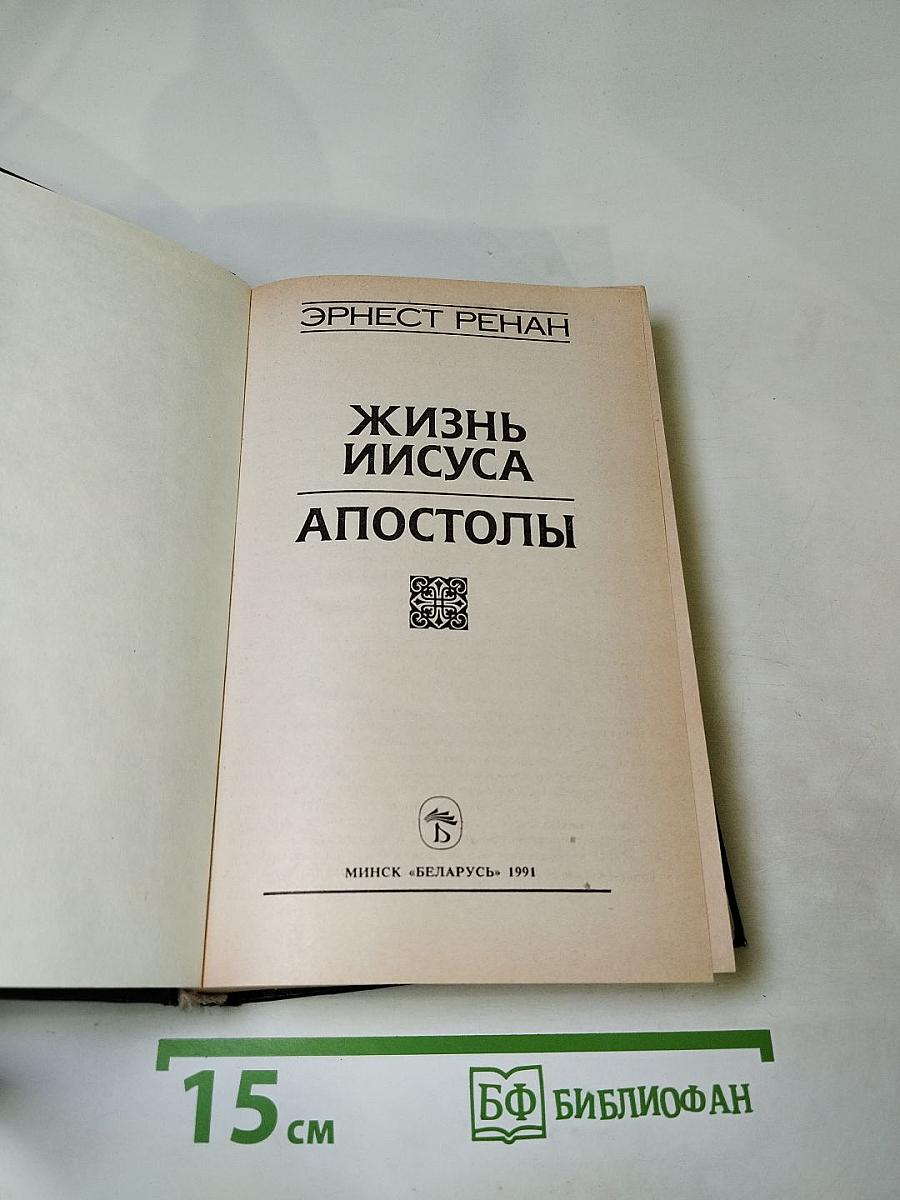 ЭРНЕСТ РЕНАН
ЖИЗНЬ
ИИСУСА
АПОСТОЛЫ
Б
МИНСК «БЕЛАРУСЬ» 1991
15 см
БФ БИБЛИОФАН